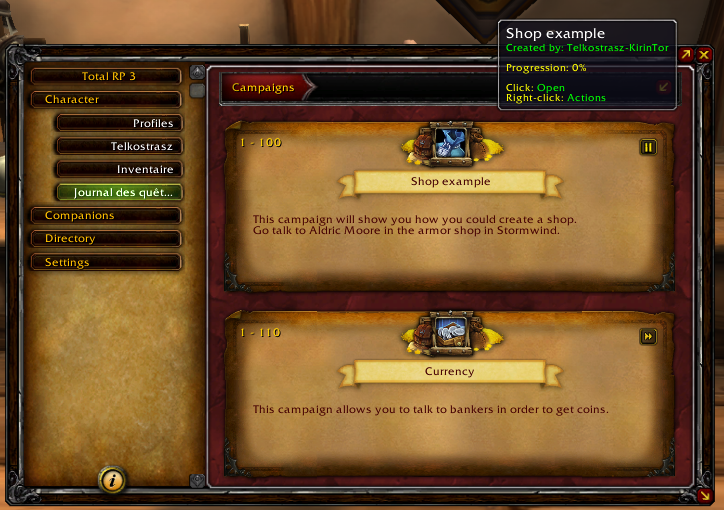 Shop example
Created by: Telkostrasz-KirinTor
Progression: 0%
Click: Open
Right-click: Actions
Total RP 3
Character
Profiles
Telkostrasz
Inventaire
Journal des quêt...
Companions
Directory
Settings
Campaigns
1 - 100
Shop example
This campaign will show you how you could create a shop.
Go talk to Aldric Moore in the armor shop in Stormwind.
1 - 110
Currency
This campaign allows you to talk to bankers in order to get coins.